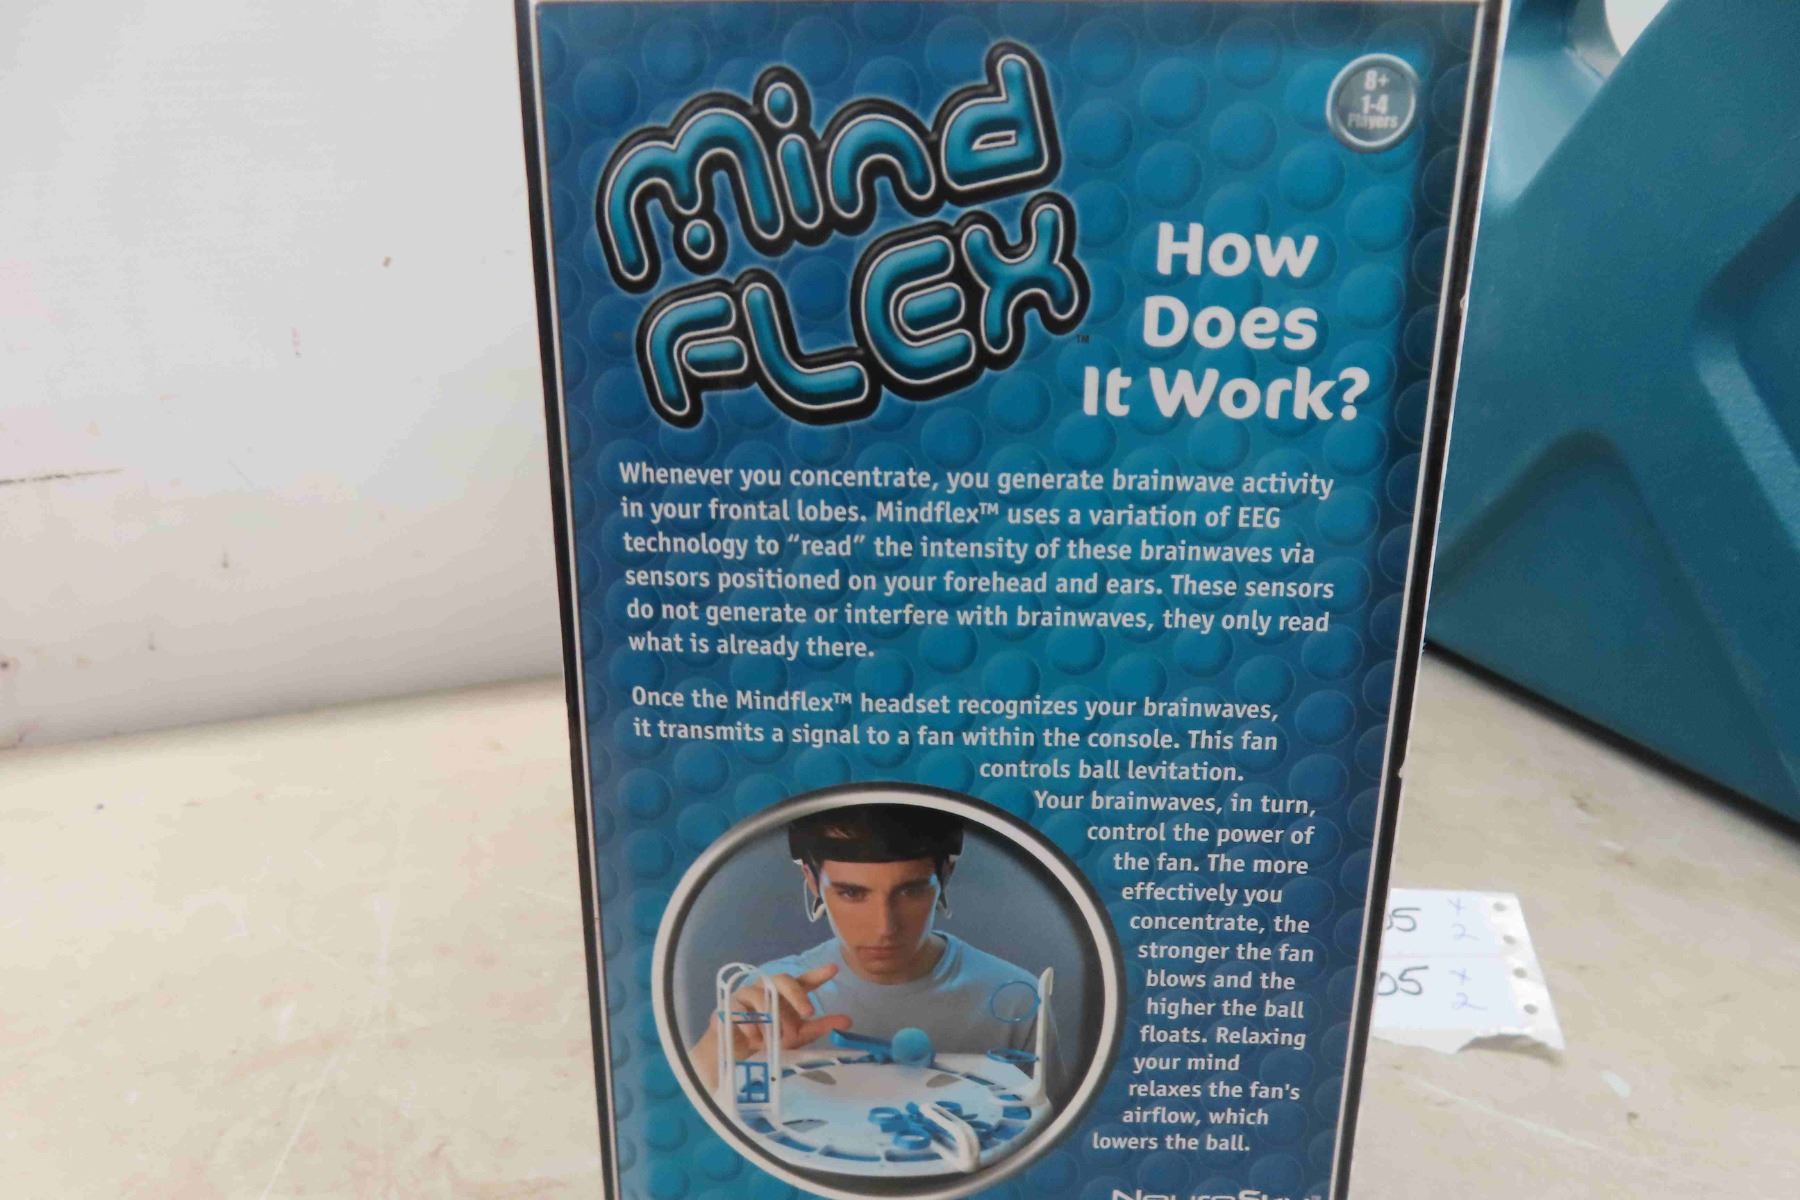 mind
FLEX™
8+
1-4
Players
How
Does
It Work?
Whenever you concentrate, you generate brainwave activity
in your frontal lobes. Mindflex™ uses a variation of EEG
technology to “read” the intensity of these brainwaves via
sensors positioned on your forehead and ears. These sensors
do not generate or interfere with brainwaves, they only read
what is already there.
Once the Mindflex™ headset recognizes your brainwaves,
it transmits a signal to a fan within the console. This fan
controls ball levitation.
Your brainwaves, in turn,
control the power of
the fan. The more
effectively you
concentrate, the
stronger the fan
blows and the
higher the ball
floats. Relaxing
your mind
relaxes the fan's
airflow, which
lowers the ball.
NeuroSky
05 x 2
05 x 2